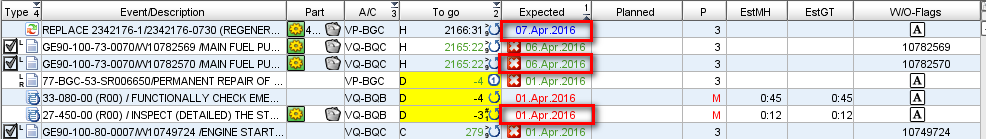 Type 4 Event/Description Part A/C 3 To go 2 Expected 1 Planned P EstMH EstGT W/O-Flags
REPLACE 2342176-1/2342176-0730 (REGENER... 4... VP-BGC H 2166:31 07.Apr.2016 3 A
L GE90-100-73-0070/W10782569 /MAIN FUEL PU... VQ-BGC H 2165:22 06.Apr.2016 3 10782569
L GE90-100-73-0070/W10782570 /MAIN FUEL PU... VQ-BGC H 2165:22 06.Apr.2016 3 10782570
L R 77-BGC-53-SR006650/PERMANENT REPAIR OF ... VP-BGC D -4 1 01.Apr.2016 3 A
33-080-00 (R00) / FUNCTIONALLY CHECK EME... VQ-BQB D -4 01.Apr.2016 M 0:45 0:45 A
27-450-00 (R00) / INSPECT (DETAILED) THE ST... VQ-BQB D -3 01.Apr.2016 M 0:12 0:12 A
L GE90-100-80-0007/W10749724 /ENGINE START... VQ-BQC C 279 01.Apr.2016 3 10749724